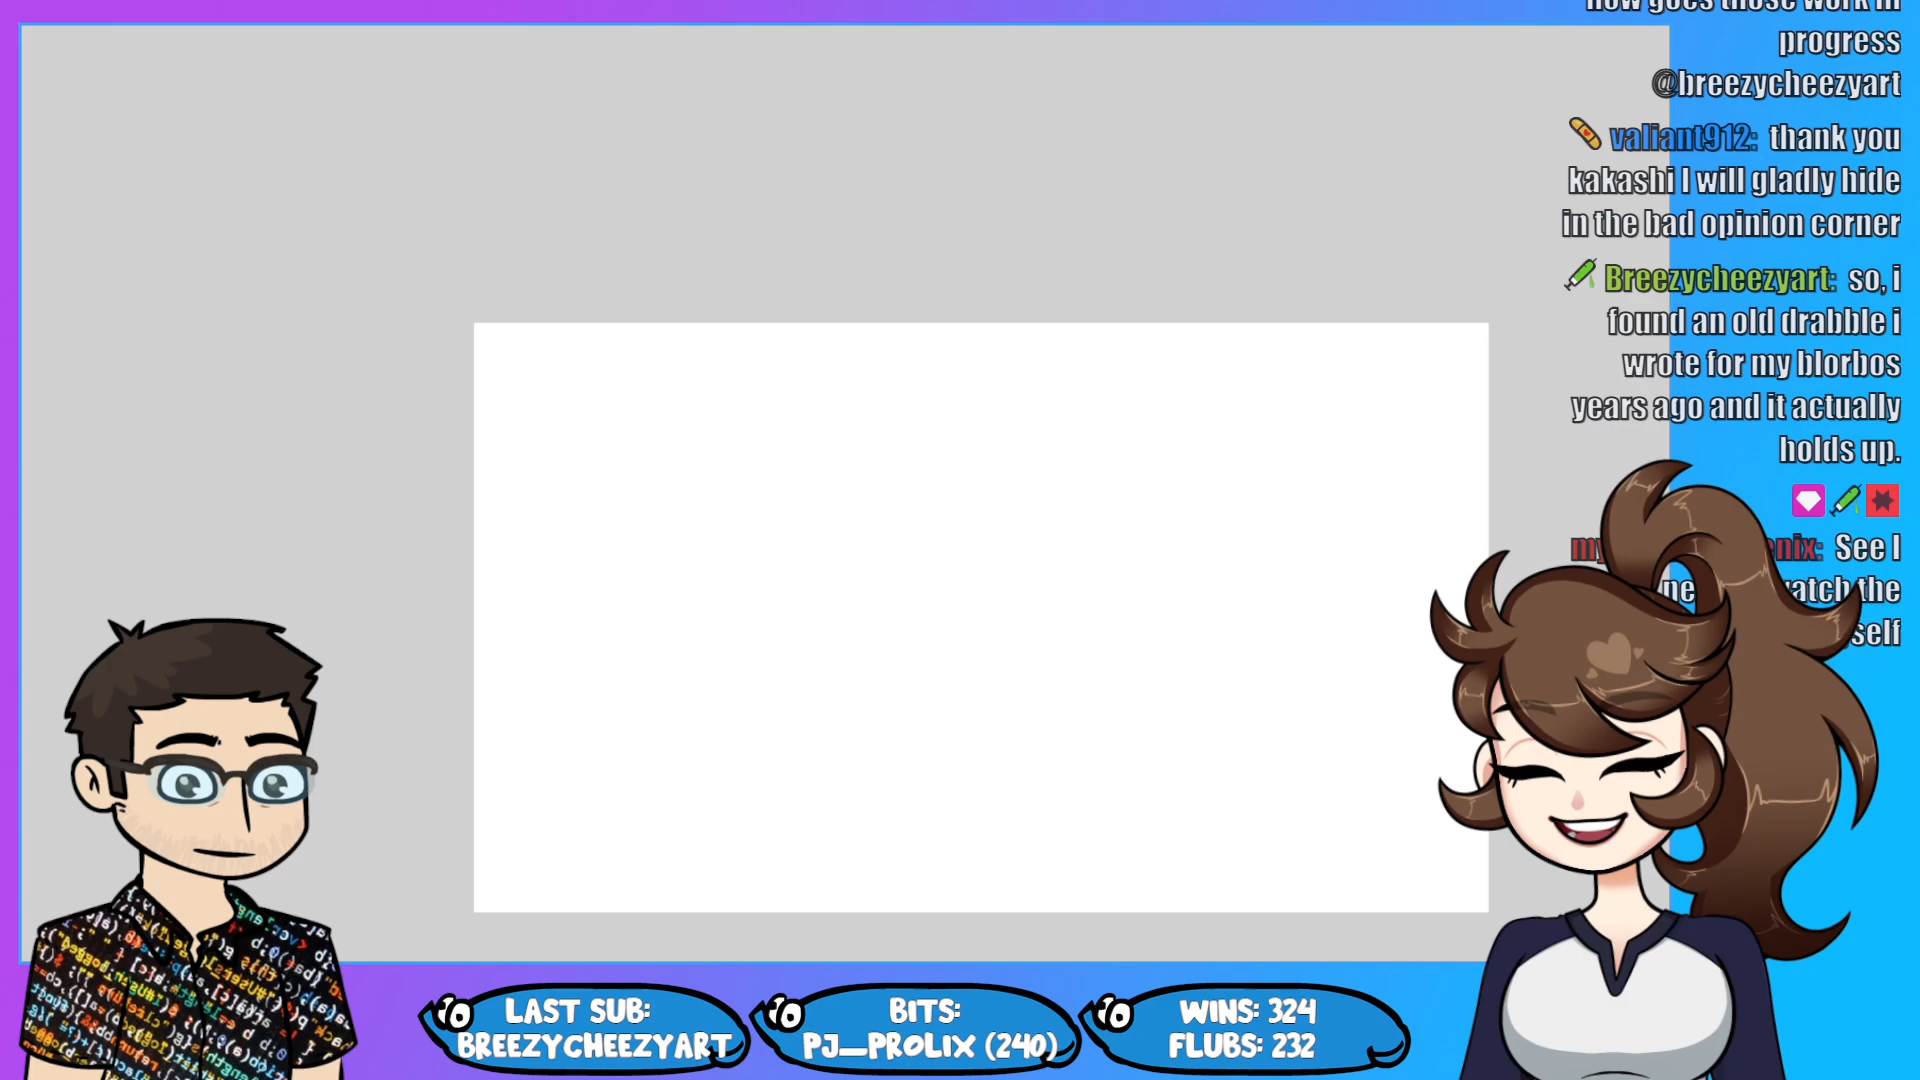 progress
@breezycheezyart
valiant912: thank you
kakashi I will gladly hide
in the bad opinion corner
Breezycheezyart: so, i
found an old drabble i
wrote for my blorbos
years ago and it actually
holds up.
See I
the
LAST SUB:
BREEZYCHEEZYART
BITS:
PJ_PROLIX (240)
WINS: 324
FLUBS: 232